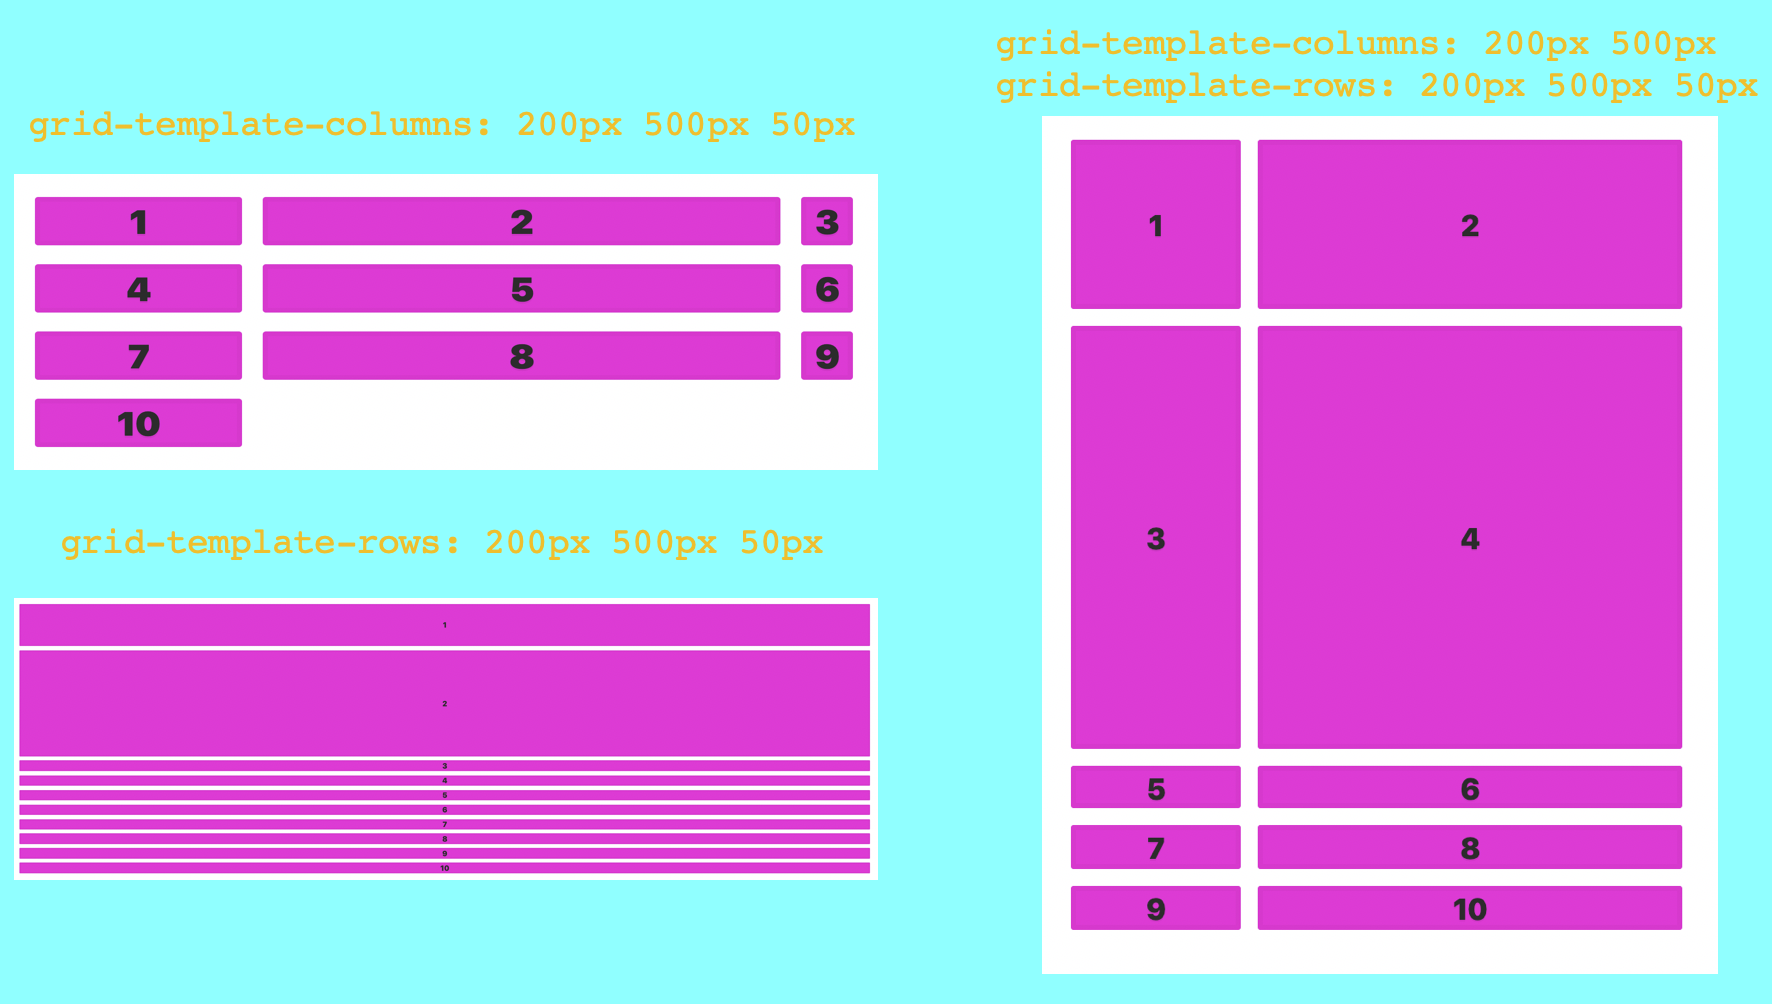 grid-template-columns: 200px 500px 50px
1 2 3
4 5 6
7 8 9
10
grid-template-rows: 200px 500px 50px
1
2
3
4
5
6
7
8
9
10
grid-template-columns: 200px 500px
grid-template-rows: 200px 500px 50px
1 2
3 4
5 6
7 8
9 10